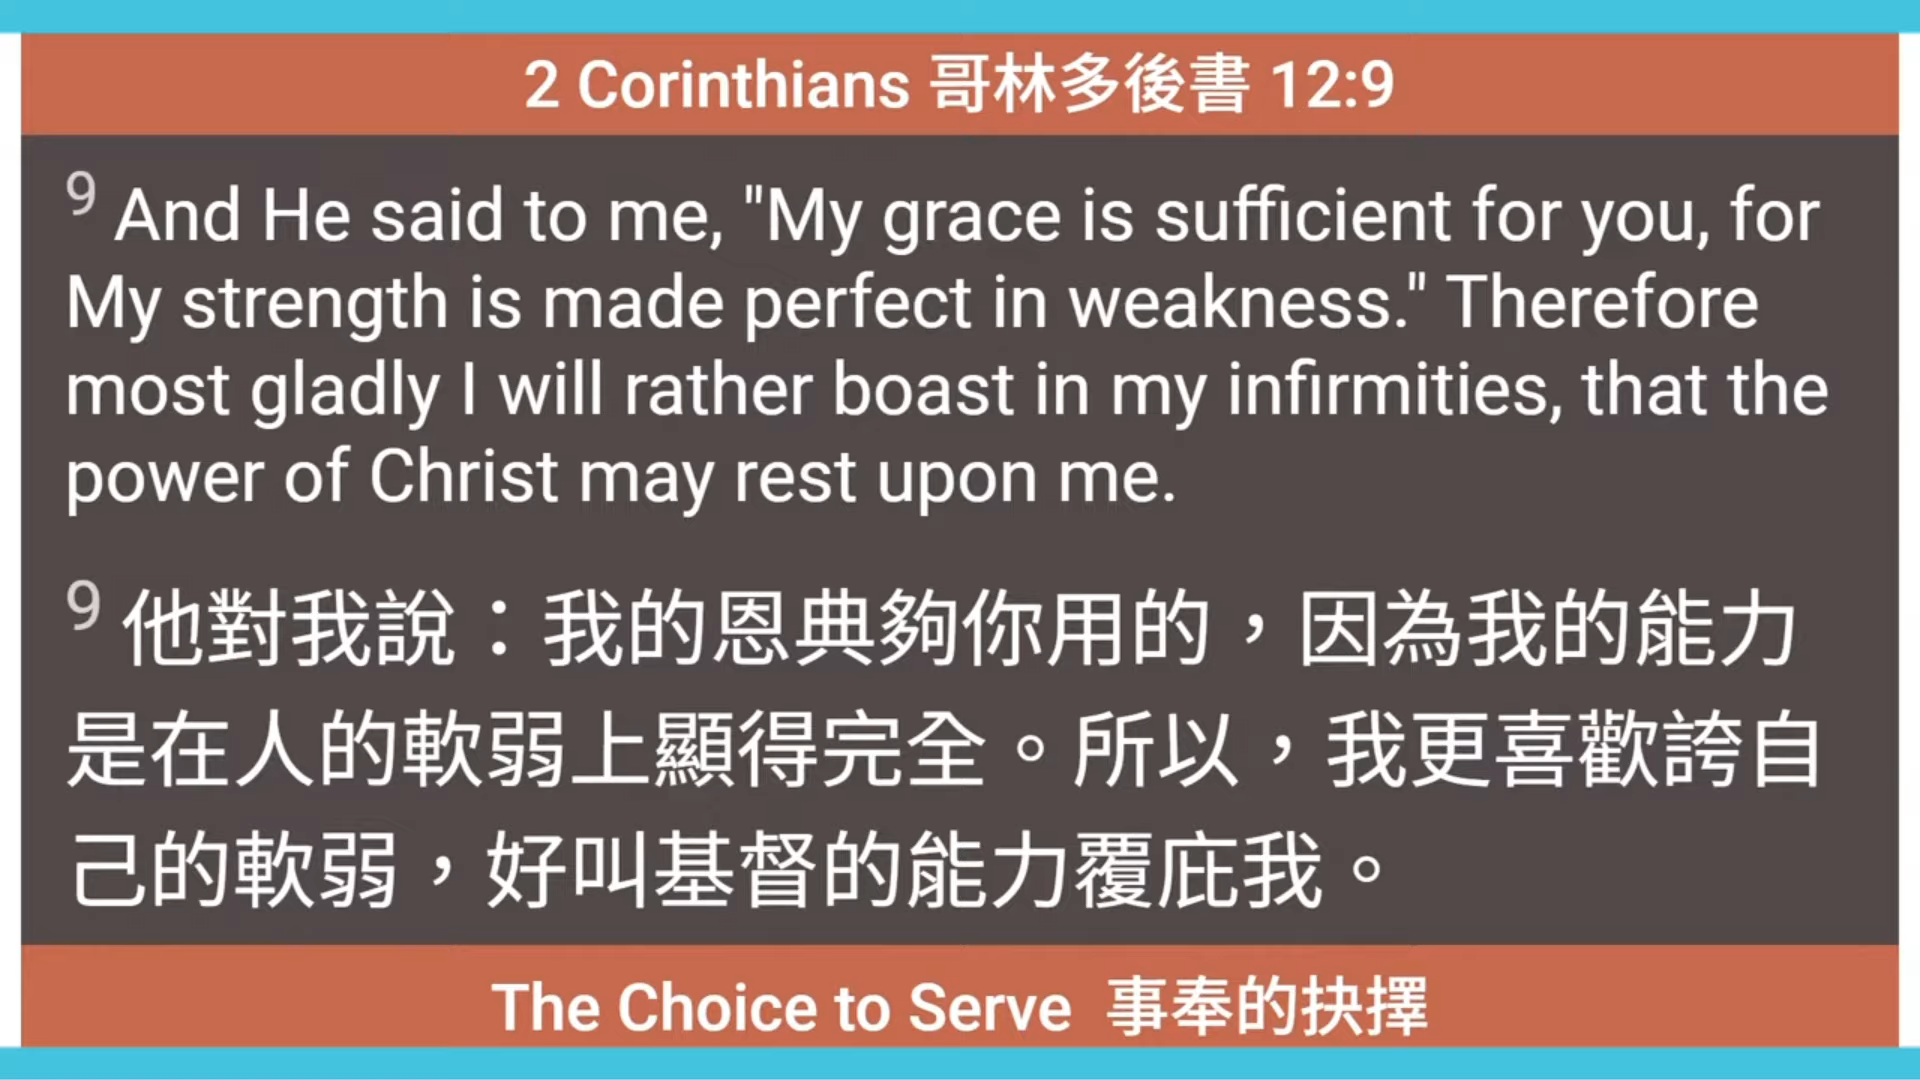 2 Corinthians 哥林多後書 12:9
9 And He said to me, "My grace is sufficient for you, for
My strength is made perfect in weakness." Therefore
most gladly I will rather boast in my infirmities, that the
power of Christ may rest upon me.
9 他對我說：我的恩典夠你用的，因為我的能力
是在人的軟弱上顯得完全。所以，我更喜歡誇自
己的軟弱，好叫基督的能力覆庇我。
The Choice to Serve 事奉的抉擇